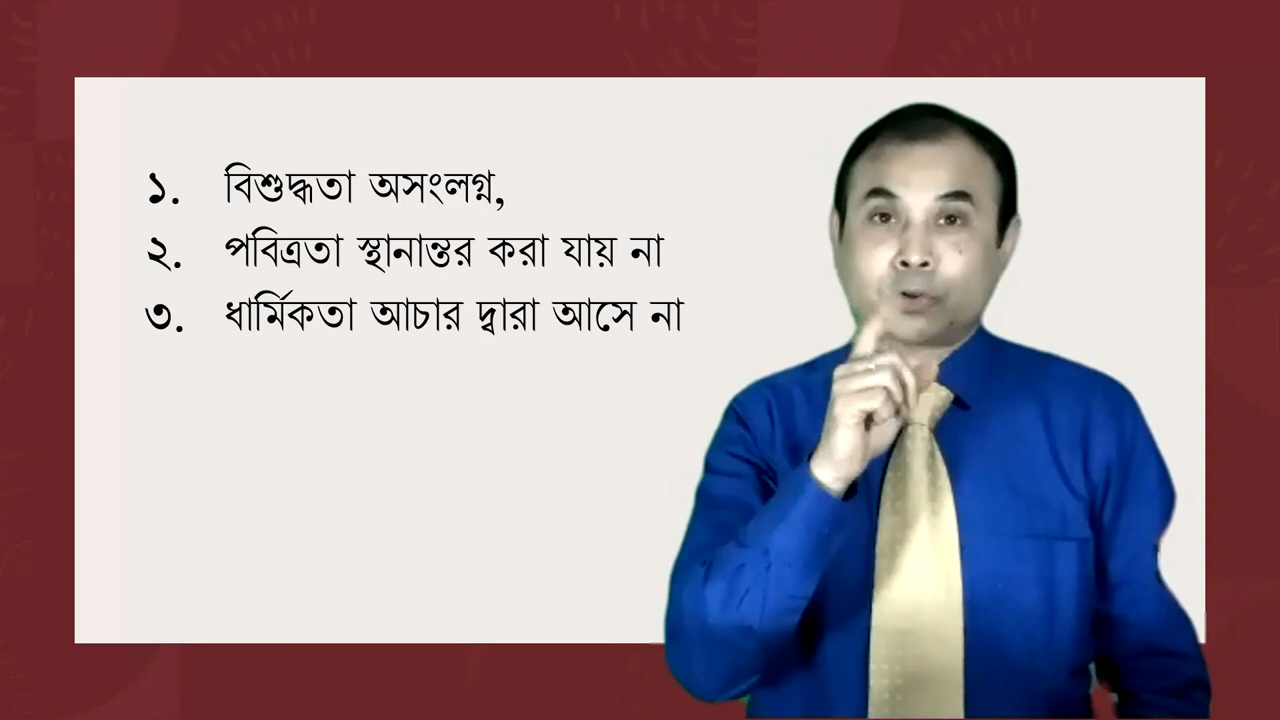 ১. বিশুদ্ধতা অসংলগ্ন,
২. পবিত্রতা স্থানান্তর করা যায় না
৩. ধার্মিকতা আচার দ্বারা আসে না